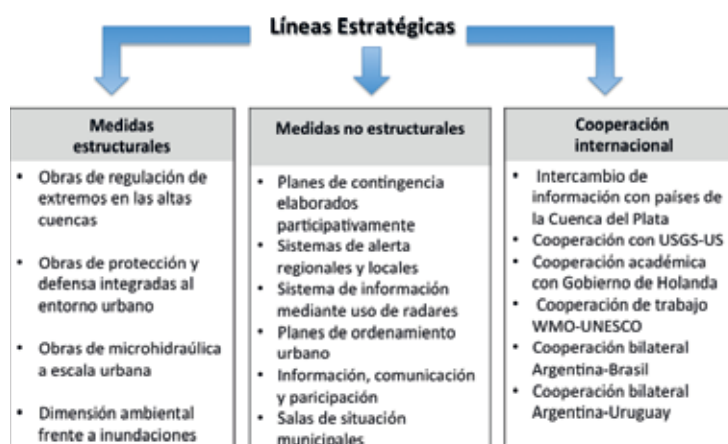 Líneas Estratégicas
Medidas
estructurales
• Obras de regulación de
extremos en las altas
cuencas
• Obras de protección y
defensa integradas al
entorno urbano
• Obras de microhidraúlica
a escala urbana
• Dimensión ambiental
frente a inundaciones
Medidas no estructurales
• Planes de contingencia
elaborados
participativamente
• Sistemas de alerta
regionales y locales
• Sistema de información
mediante uso de radares
• Planes de ordenamiento
urbano
• Información, comunicación
y paricipación
• Salas de situación
municipales
Cooperación
internacional
• Intercambio de
información con países de
la Cuenca del Plata
• Cooperación con USGS-US
• Cooperación académica
con Gobierno de Holanda
• Cooperación de trabajo
WMO-UNESCO
• Cooperación bilateral
Argentina-Brasil
• Cooperación bilateral
Argentina-Uruguay